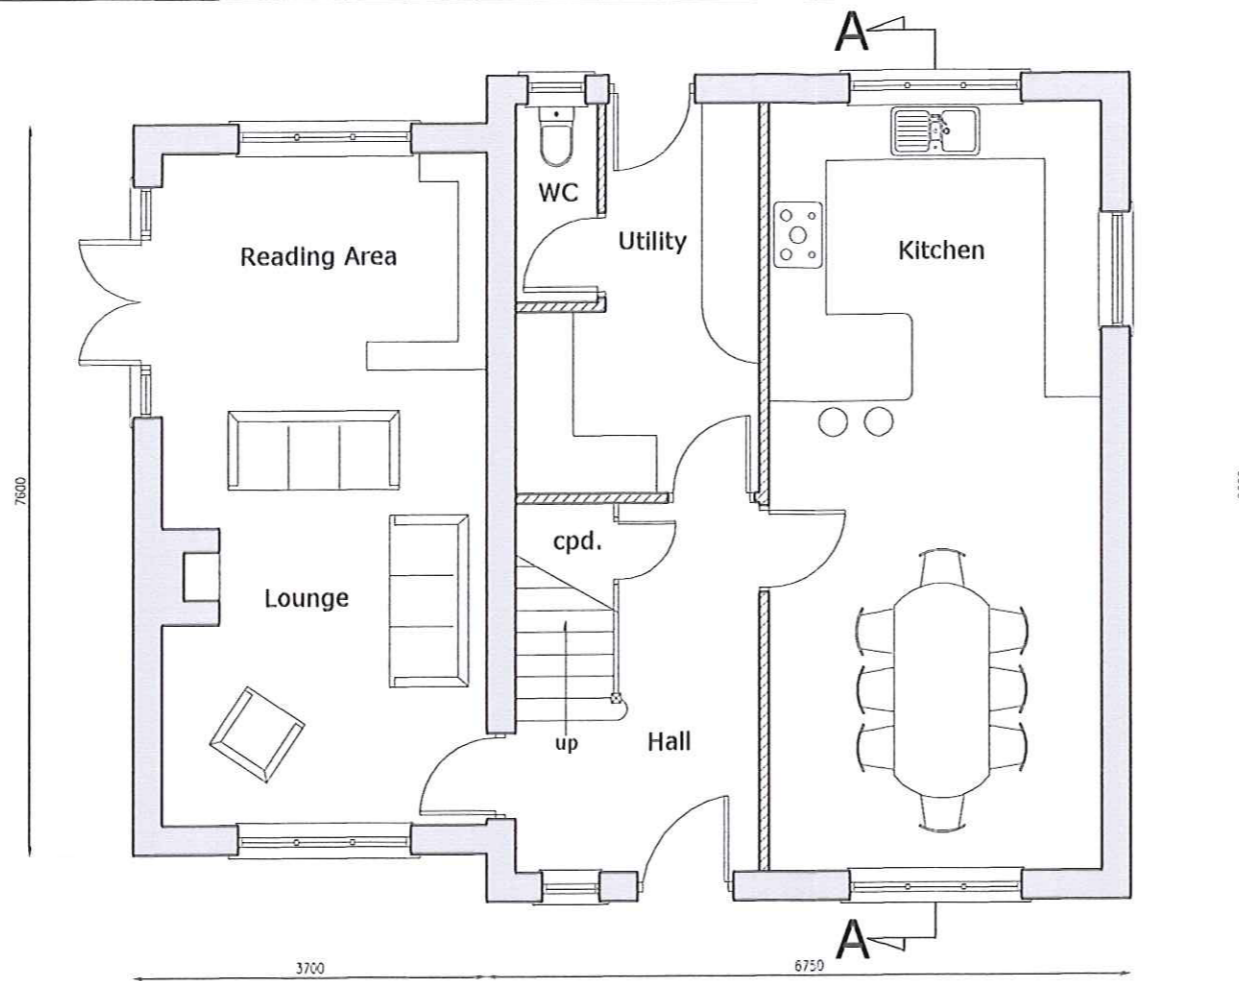 A
WC
Utility
Reading Area
Kitchen
7600
cpd.
Lounge
up
Hall
A
3700
6750